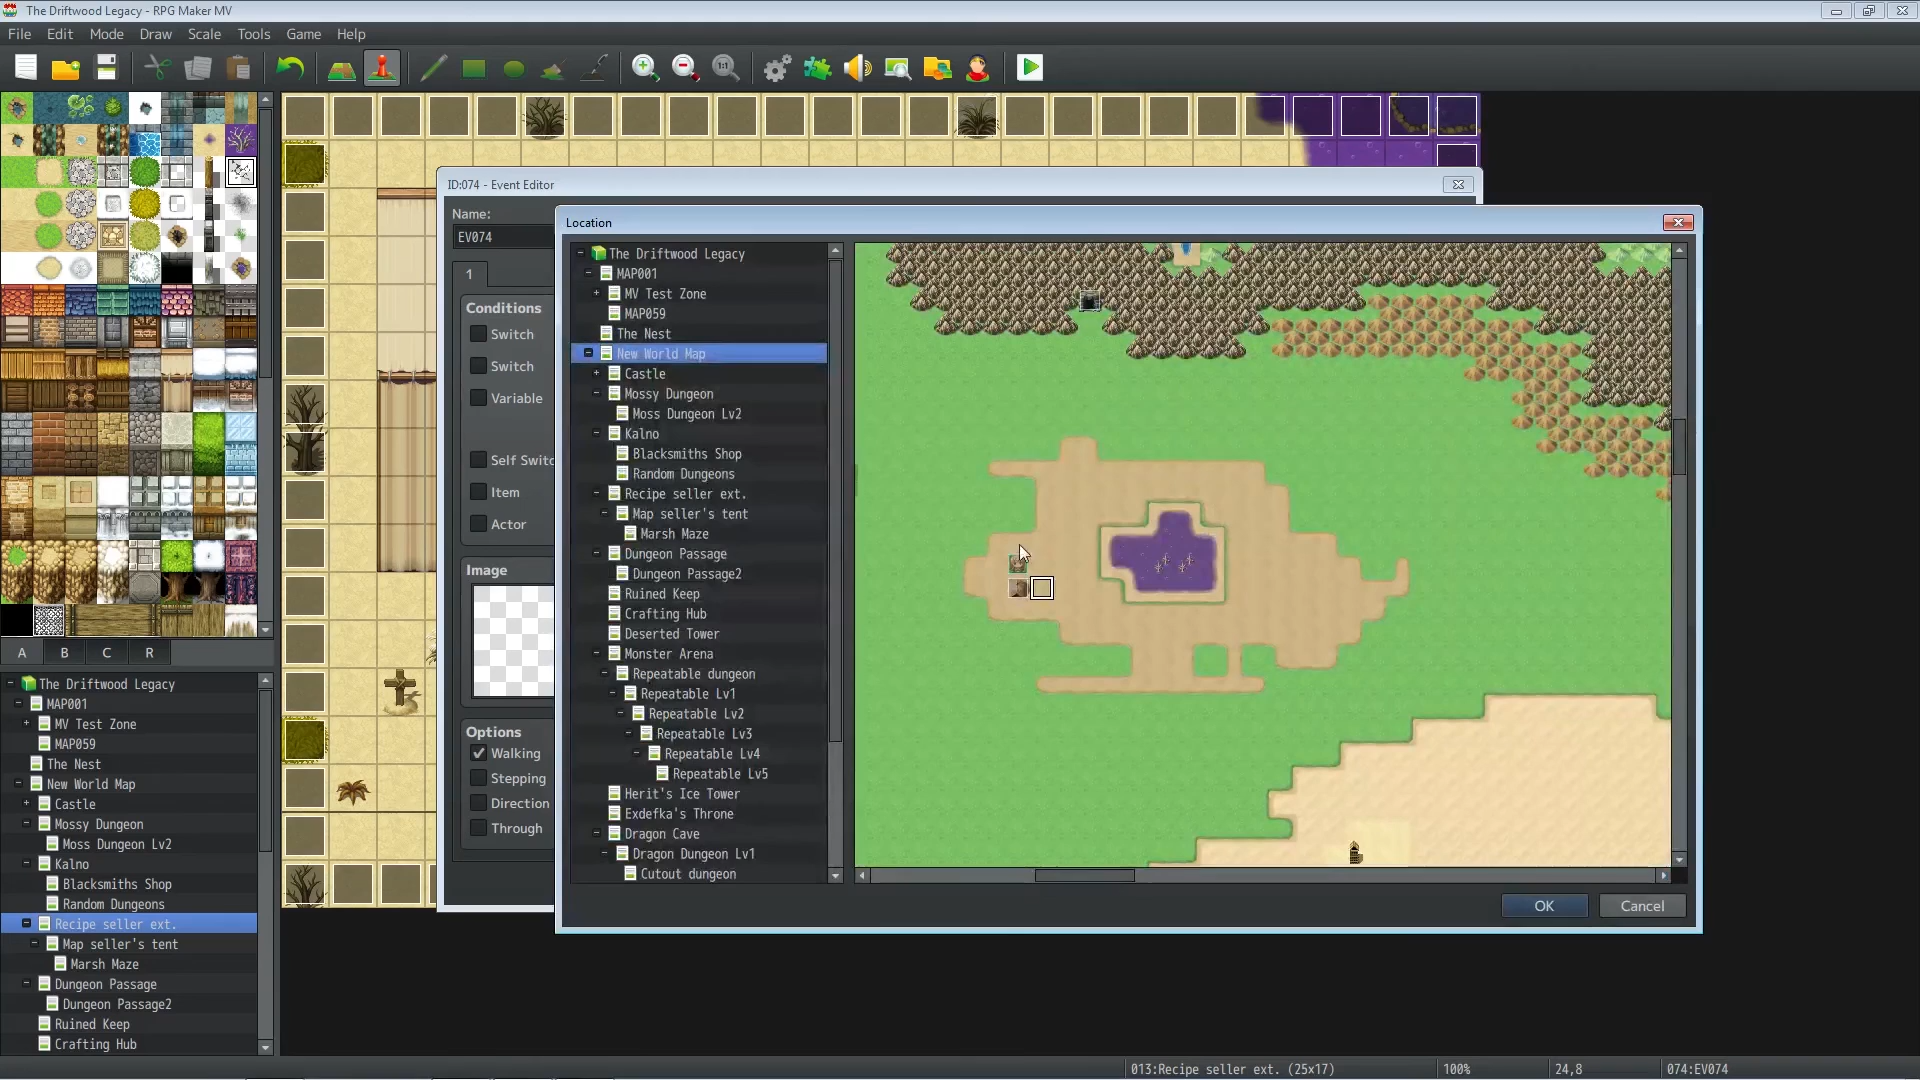 The Driftwood Legacy - RPG Maker MV
File Edit Mode Draw Scale Tools Game Help
1:1
ID:074 - Event Editor
Name:
EV074
1
Conditions
Switch
Switch
Variable
Self Switc
Item
Actor
Image
Options
Walking
Stepping
Direction
Through
Location
The Driftwood Legacy
MAP001
MV Test Zone
MAP059
The Nest
New World Map
Castle
Mossy Dungeon
Moss Dungeon Lv2
Kalno
Blacksmiths Shop
Random Dungeons
Recipe seller ext.
Map seller's tent
Marsh Maze
Dungeon Passage
Dungeon Passage2
Ruined Keep
Crafting Hub
Deserted Tower
Monster Arena
Repeatable dungeon
Repeatable Lv1
Repeatable Lv2
Repeatable Lv3
Repeatable Lv4
Repeatable Lv5
Herit's Ice Tower
Exdefka's Throne
Dragon Cave
Dragon Dungeon Lv1
Cutout dungeon
OK Cancel
A B C R
The Driftwood Legacy
MAP001
MV Test Zone
MAP059
The Nest
New World Map
Castle
Mossy Dungeon
Moss Dungeon Lv2
Kalno
Blacksmiths Shop
Random Dungeons
Recipe seller ext.
Map seller's tent
Marsh Maze
Dungeon Passage
Dungeon Passage2
Ruined Keep
Crafting Hub
013:Recipe seller ext. (25x17) 100% 24,8 074:EV074